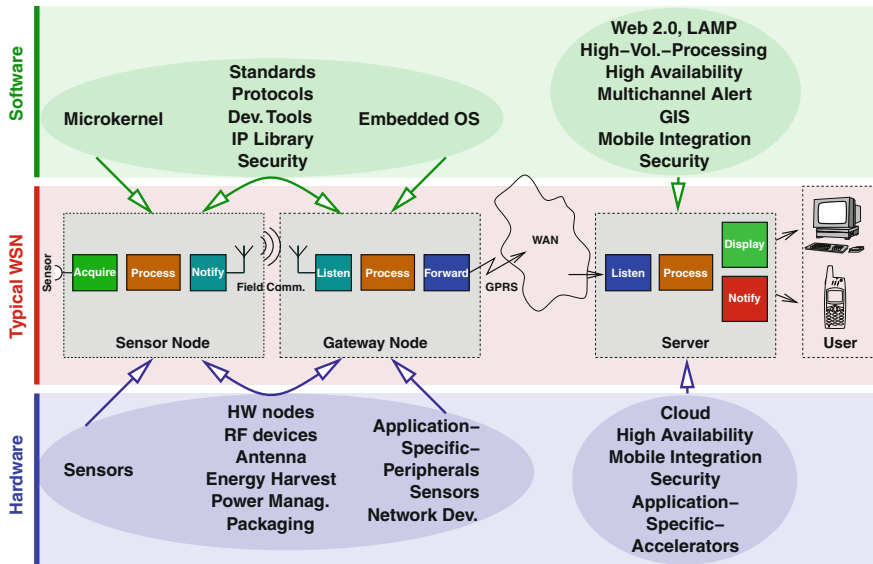 Software
Microkernel
Standards
Protocols
Dev. Tools
IP Library
Security
Embedded OS
Web 2.0, LAMP
High–Vol.–Processing
High Availability
Multichannel Alert
GIS
Mobile Integration
Security
Typical WSN
Sensor
Acquire
Process
Notify
Field Comm.
Listen
Process
Forward
GPRS
WAN
Listen
Process
Display
Notify
Sensor Node
Gateway Node
Server
User
Hardware
Sensors
HW nodes
RF devices
Antenna
Energy Harvest
Power Manag.
Packaging
Application–
Specific–
Peripherals
Sensors
Network Dev.
Cloud
High Availability
Mobile Integration
Security
Application–
Specific–
Accelerators